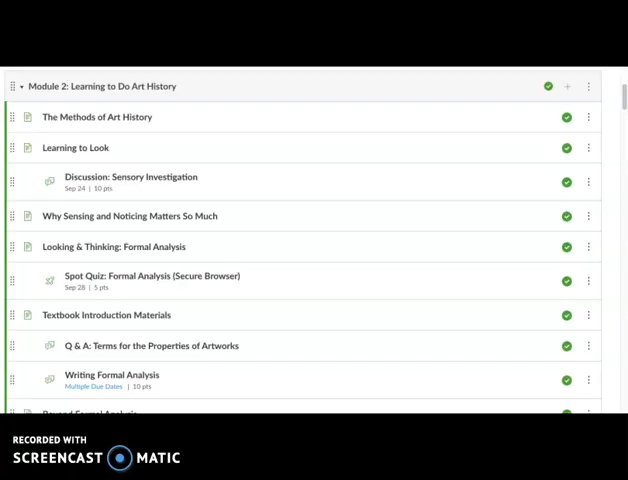 Module 2: Learning to Do Art History
The Methods of Art History
Learning to Look
Discussion: Sensory Investigation
Sep 24 | 10 pts
Why Sensing and Noticing Matters So Much
Looking & Thinking: Formal Analysis
Spot Quiz: Formal Analysis (Secure Browser)
Sep 28 | 5 pts
Textbook Introduction Materials
Q & A: Terms for the Properties of Artworks
Writing Formal Analysis
Multiple Due Dates | 10 pts
Beyond Formal Analysis
RECORDED WITH
SCREENCAST MATIC